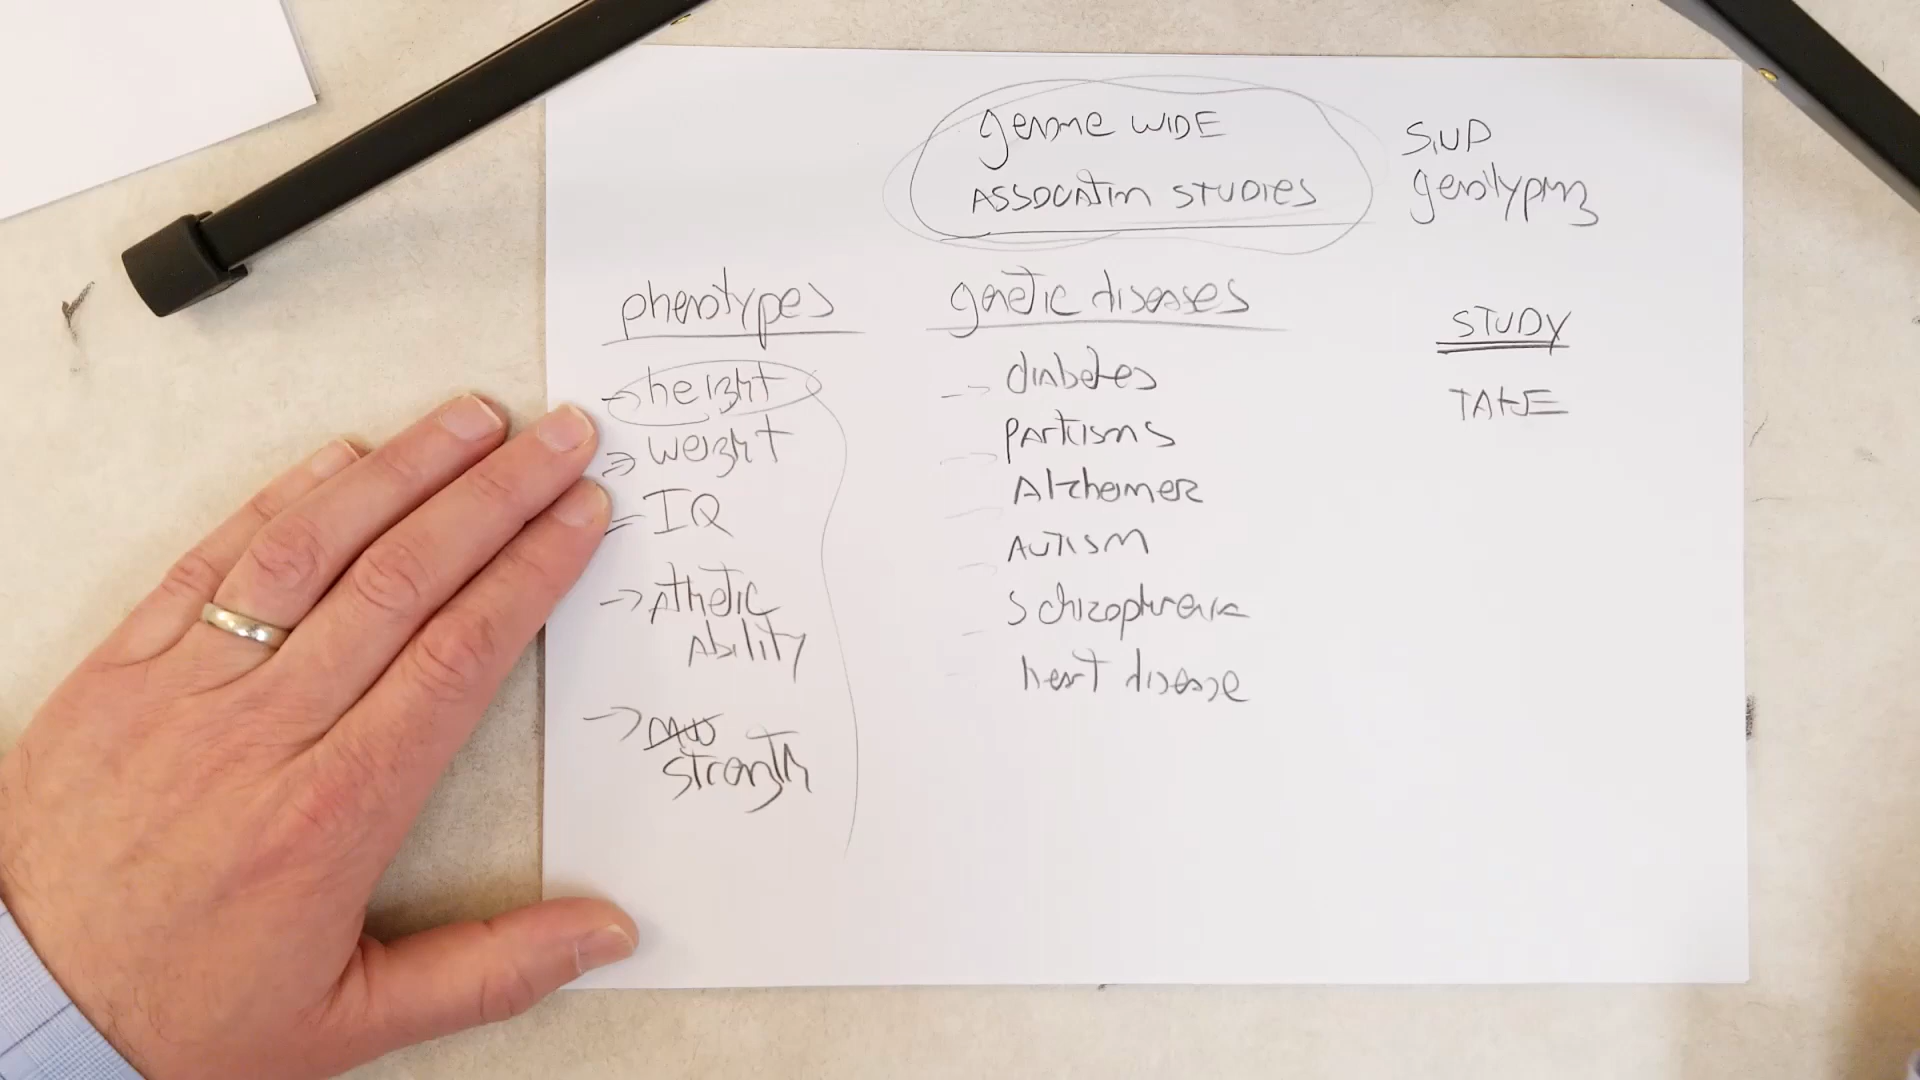 genome WIDE
ASSOCIATION STUDIES
SNP
genotyping
phenotypes
height
weight
IQ
Athletic
Ability
strength
genetic diseases
diabetes
parkisms
Alzheimer
AUTISM
Schizophrenia
heart disease
STUDY
TAKE